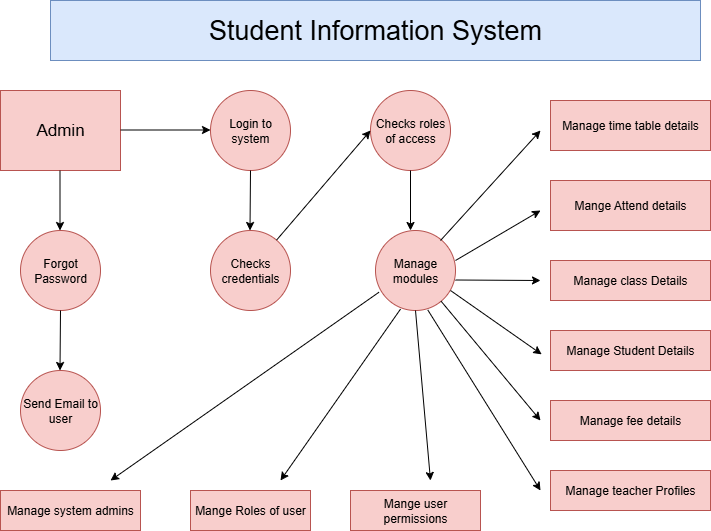 Student Information System
Admin
Login to
system
Checks roles
of access
Manage time table details
Mange Attend details
Forgot
Password
Checks
credentials
Manage
modules
Manage class Details
Manage Student Details
Send Email to
user
Manage fee details
Manage teacher Profiles
Manage system admins
Mange Roles of user
Mange user
permissions